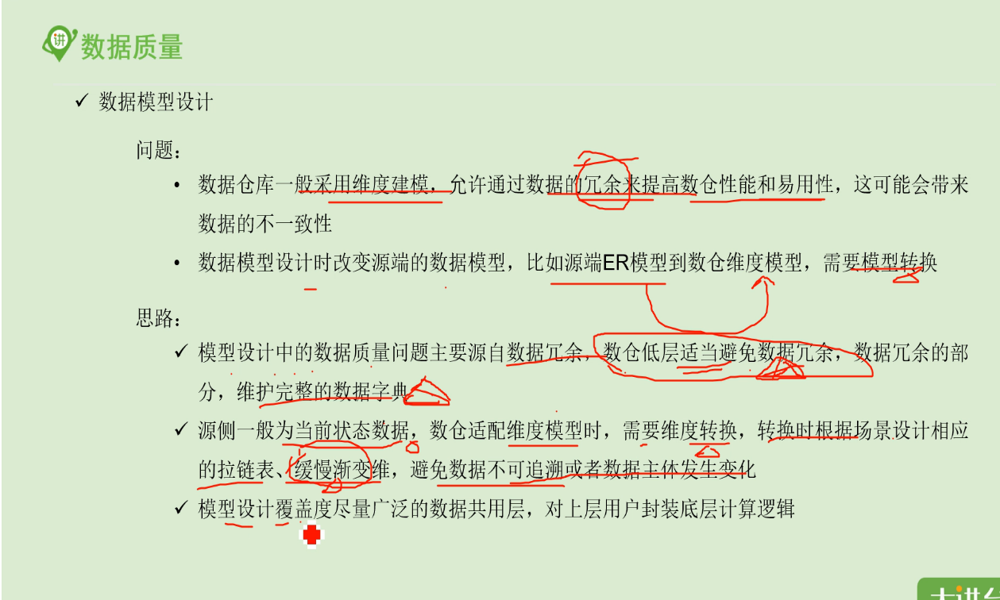 讲 数据质量
✓ 数据模型设计
问题：
• 数据仓库一般采用维度建模，允许通过数据的冗余来提高数仓性能和易用性，这可能会带来
数据的不一致性
• 数据模型设计时改变源端的数据模型，比如源端ER模型到数仓维度模型，需要模型转换
思路：
✓ 模型设计中的数据质量问题主要源自数据冗余，数仓低层适当避免数据冗余，数据冗余的部
分，维护完整的数据字典
✓ 源侧一般为当前状态数据，数仓适配维度模型时，需要维度转换，转换时根据场景设计相应
的拉链表、缓慢渐变维，避免数据不可追溯或者数据主体发生变化
✓ 模型设计覆盖度尽量广泛的数据共用层，对上层用户封装底层计算逻辑